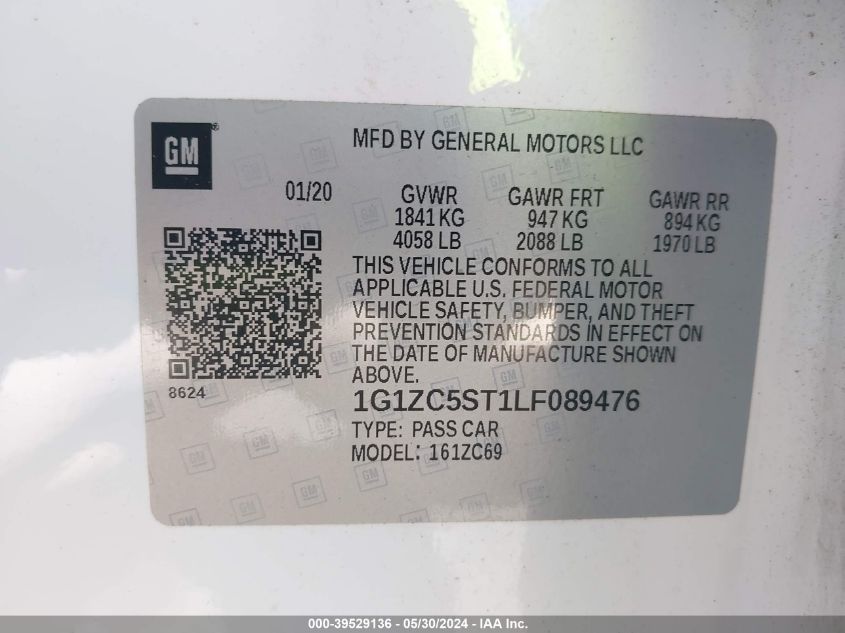 GM
MFD BY GENERAL MOTORS LLC
01/20
GVWR GAWR FRT GAWR RR
1841 KG 947 KG 894 KG
4058 LB 2088 LB 1970 LB
THIS VEHICLE CONFORMS TO ALL
APPLICABLE U.S. FEDERAL MOTOR
VEHICLE SAFETY, BUMPER, AND THEFT
PREVENTION STANDARDS IN EFFECT ON
THE DATE OF MANUFACTURE SHOWN
ABOVE.
8624
1G1ZC5ST1LF089476
TYPE: PASS CAR
MODEL: 161ZC69
000-39529136 - 05/30/2024 - IAA Inc.